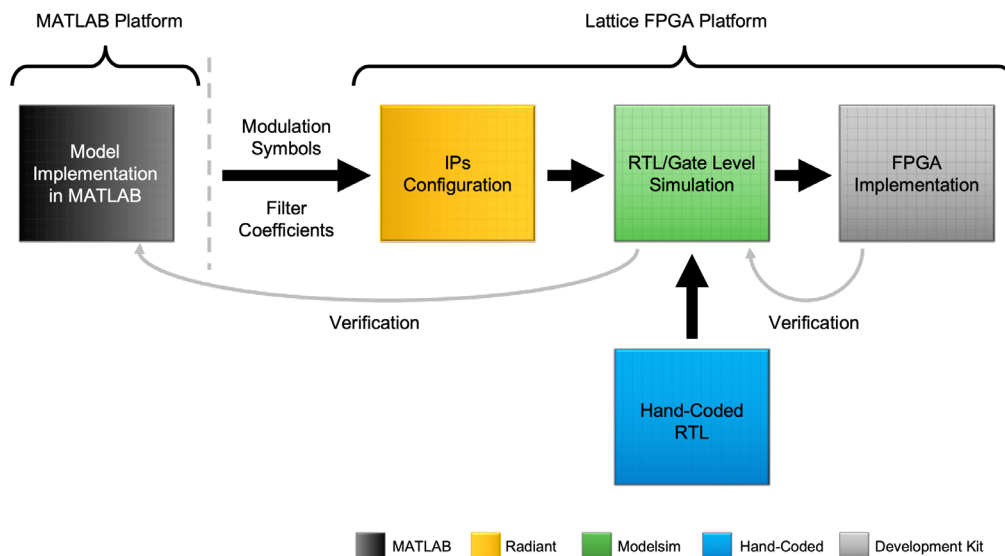 MATLAB Platform
Lattice FPGA Platform
Model
Implementation
in MATLAB
Modulation
Symbols
Filter
Coefficients
IPs
Configuration
RTL/Gate Level
Simulation
FPGA
Implementation
Verification
Verification
Hand-Coded
RTL
MATLAB
Radiant
Modelsim
Hand-Coded
Development Kit